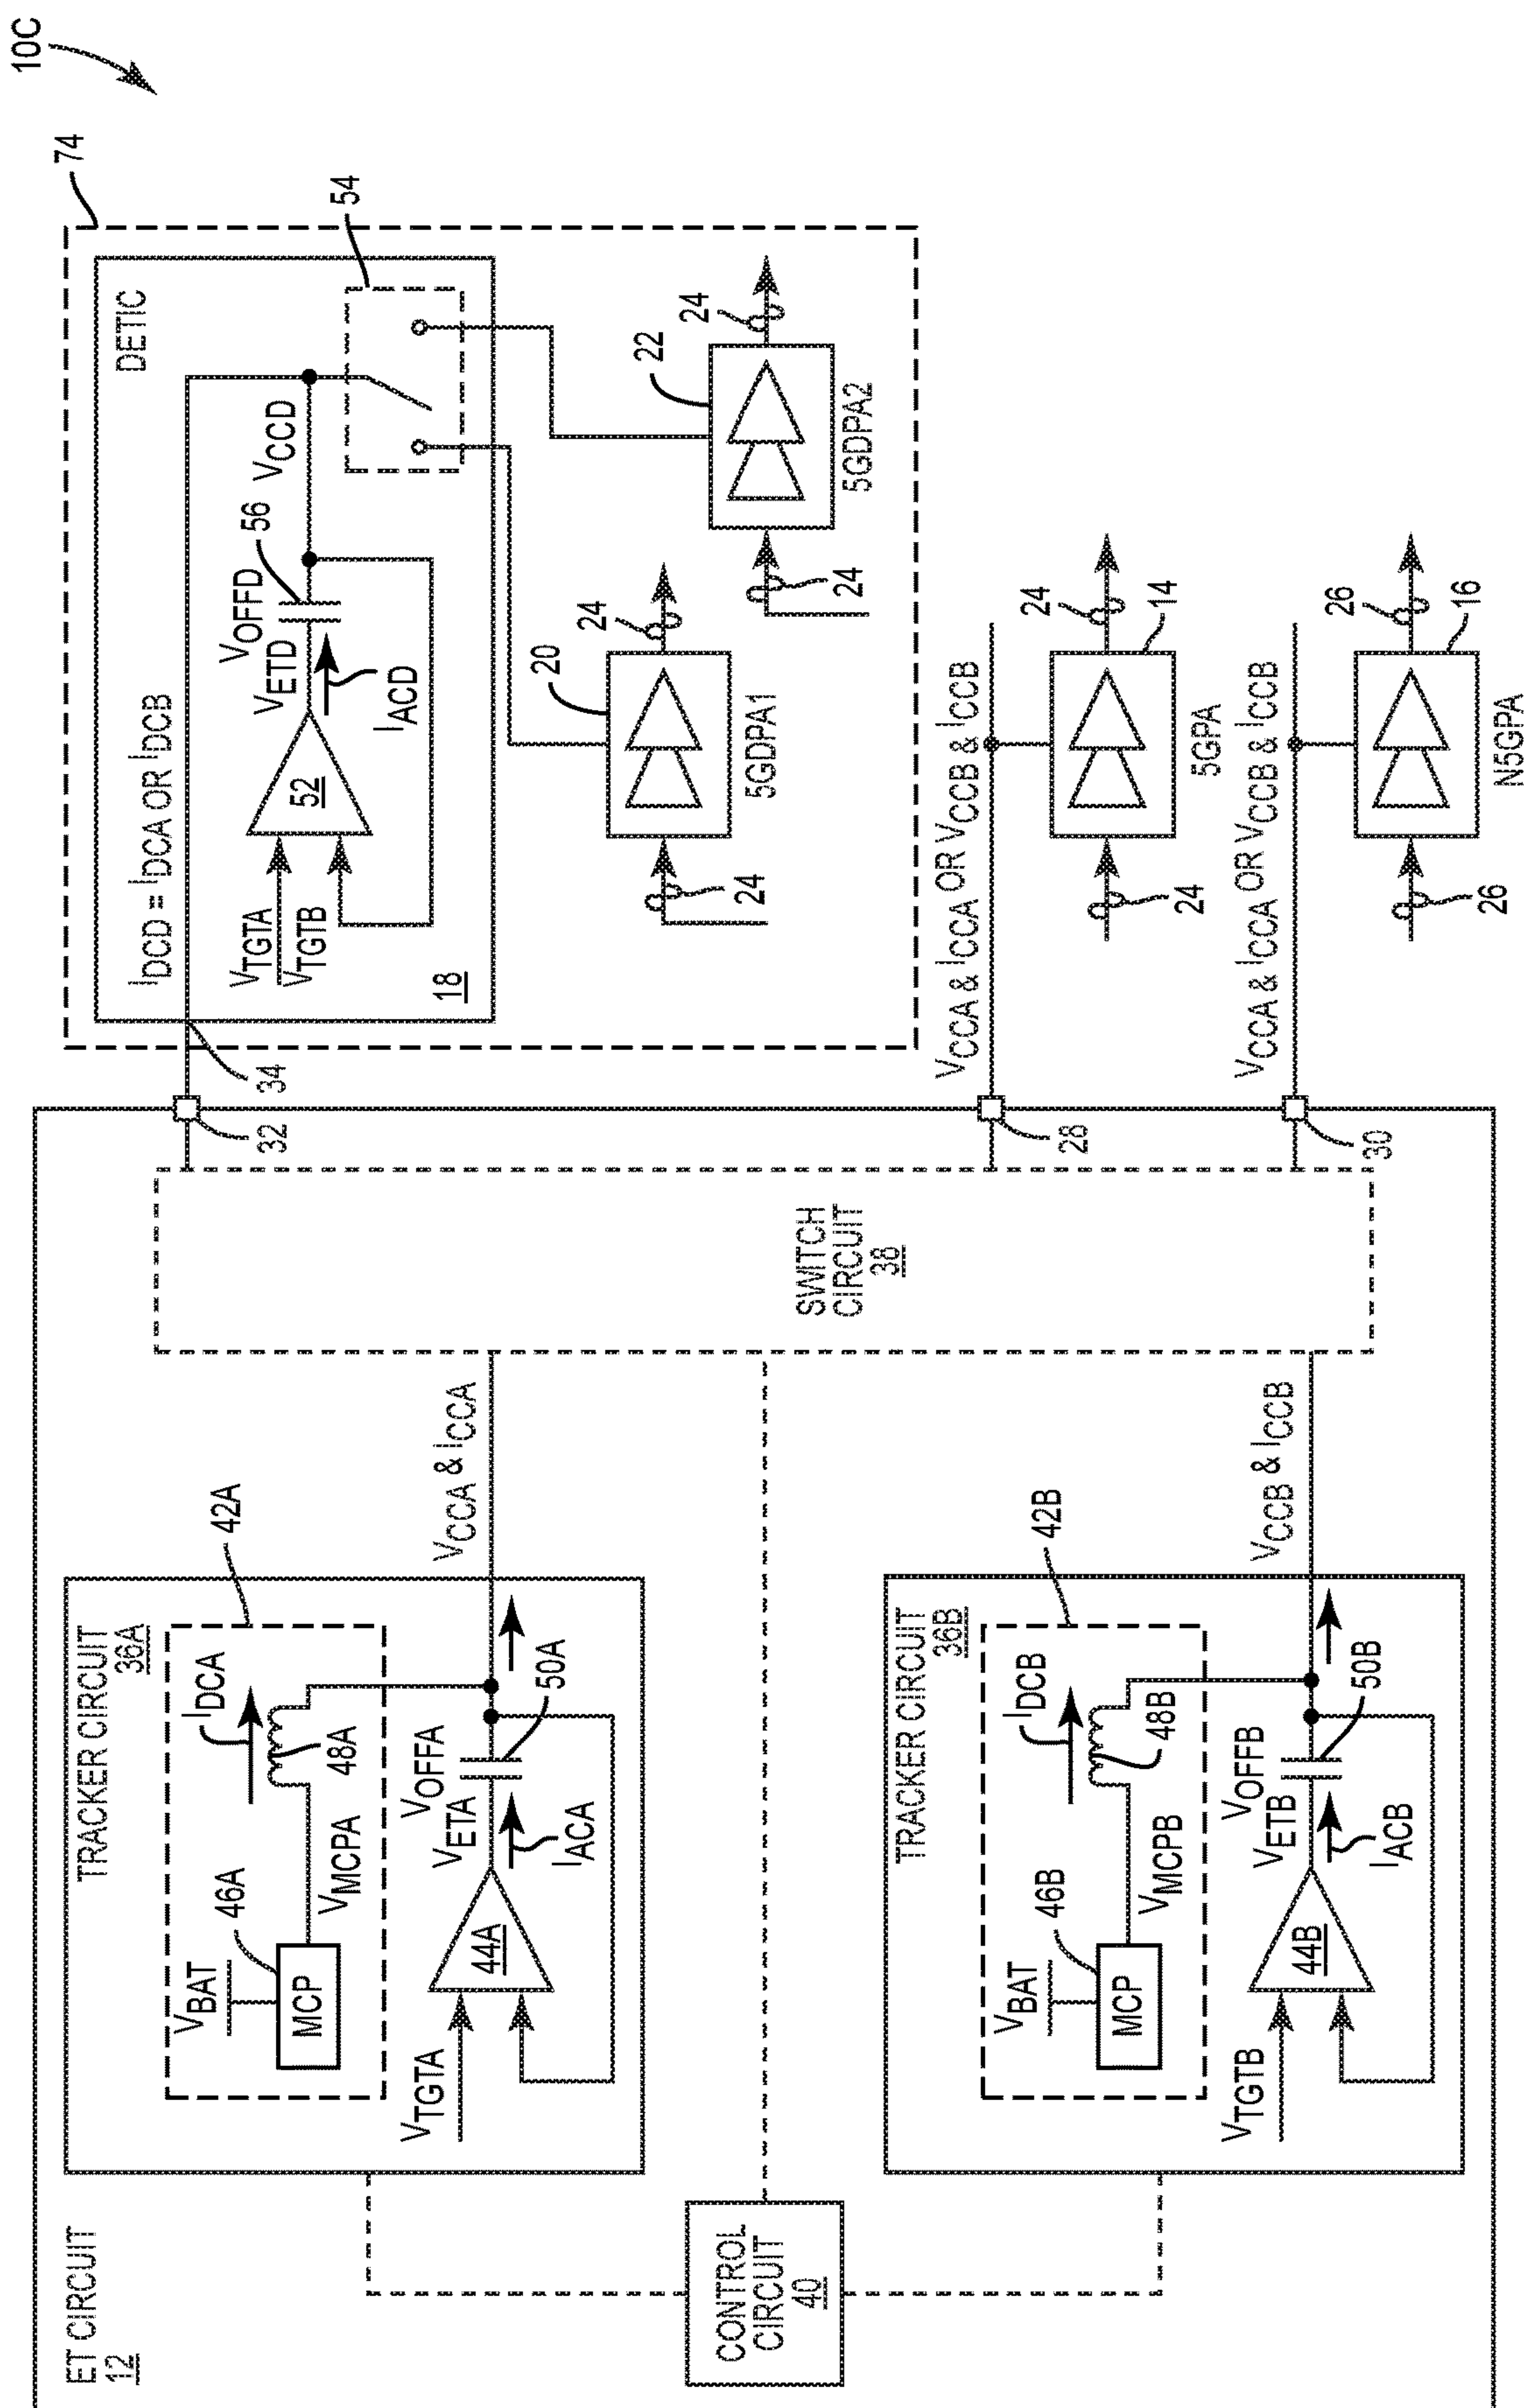 10C
74
DETIC
54
IDCD = IDCA OR IDCB
VTGTA
VTGTB
52
VETD
VOFFD
56
VCCD
IACD
18
34
32
20
24
24
5GDPA1
22
24
24
5GDPA2
VCCA & ICCA OR VCCB & ICCB
28
24
24
14
5GPA
VCCA & ICCA OR VCCB & ICCB
30
26
26
16
N5GPA
SWITCH
CIRCUIT
38
ET CIRCUIT
12
TRACKER CIRCUIT
36A
42A
VBAT
46A
MCP
VMCPA
IDCA
48A
VTGTA
44A
VETA
VOFFA
50A
IACA
VCCA & ICCA
CONTROL
CIRCUIT
40
TRACKER CIRCUIT
36B
42B
VBAT
46B
MCP
VMCPB
IDCB
48B
VTGTB
44B
VETB
VOFFB
50B
IACB
VCCB & ICCB